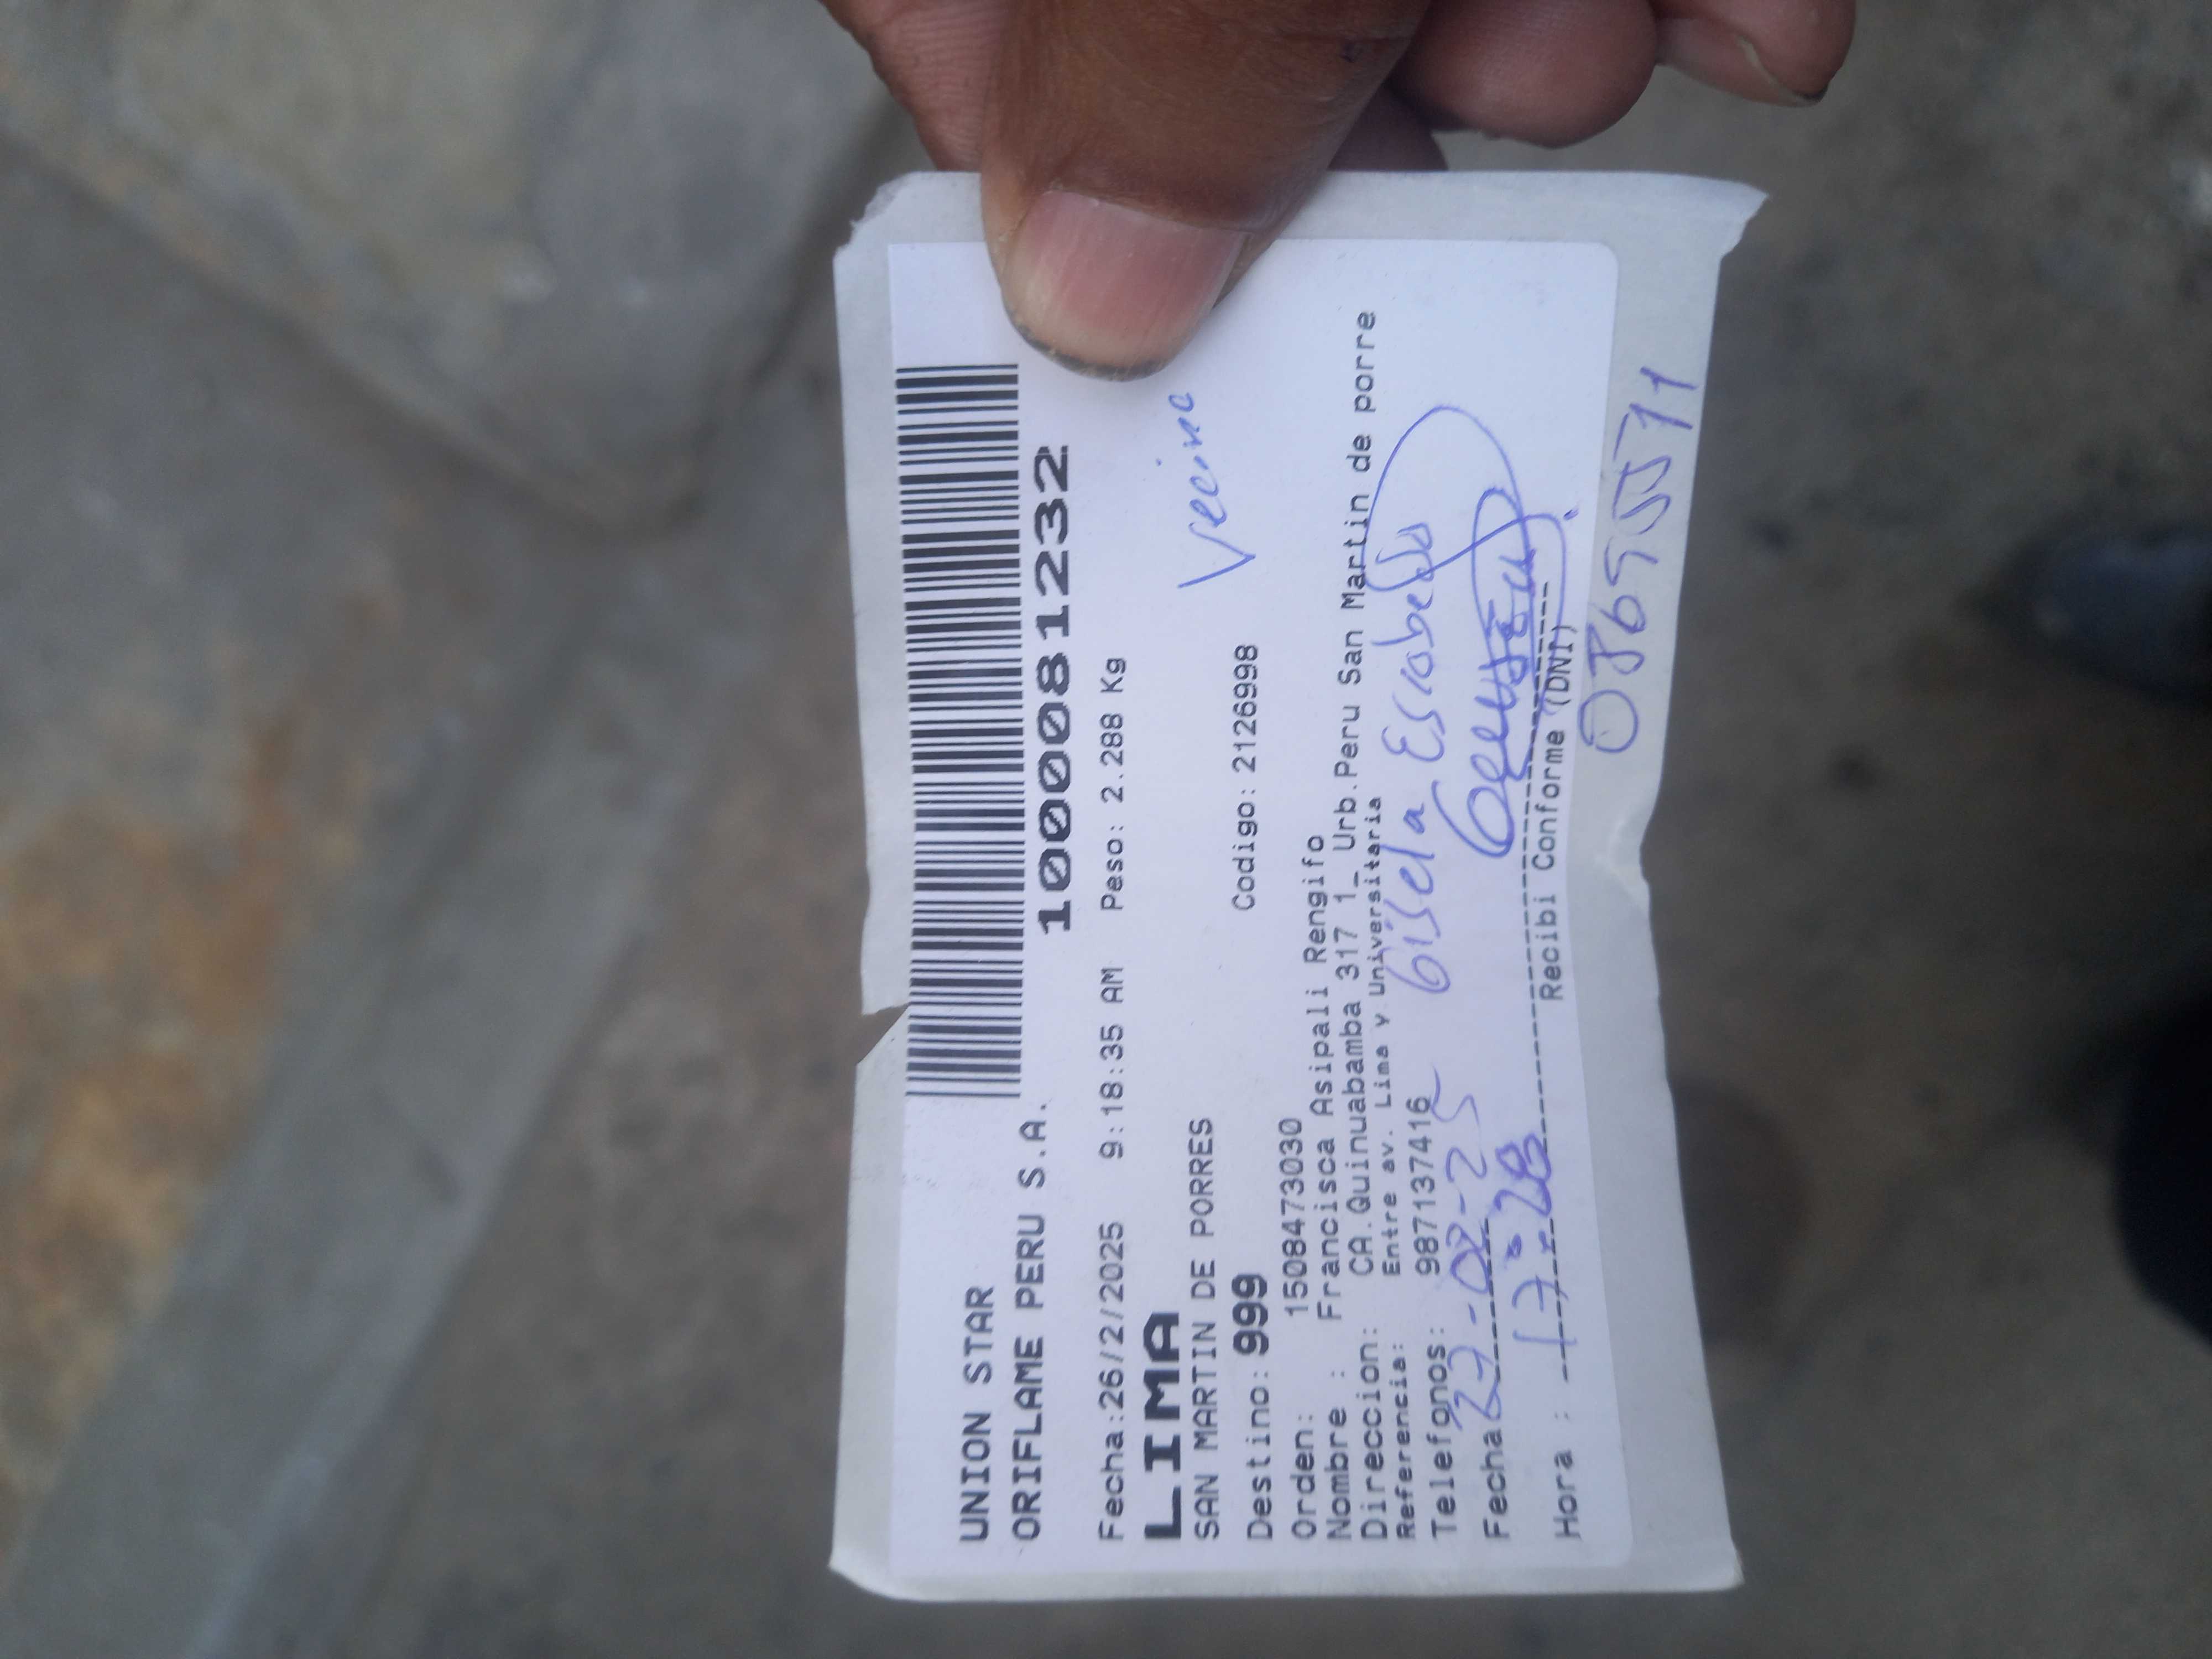 UNION STAR
ORIFLAME PERU S.A.
1000081232
Fecha:26/2/2025 9:18:35 AM Peso: 2.288 Kg
LIMA
SAN MARTIN DE PORRES
Vecina
Destino: 999 Codigo: 2126998
Orden: 1508473030
Nombre : Francisca Asipali Rengifo
Direccion: CA.Quinuabamba 317 1_ Urb.Peru San Martin de porre
Referencia: Entre av. Lima y Universitaria
Telefonos: 987137416 Gisela Escobedo
Fecha 27-02-25
Hora : 17:28
Recibi Conforme (DNI)